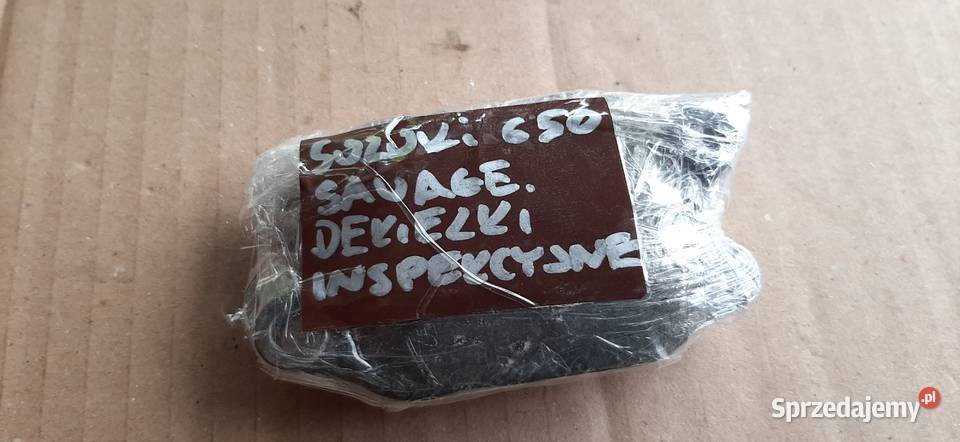 SUZUKi 650
SAVAGE.
DEKiELKi
INSPEKCYJNE
Sprzedajemy.pl